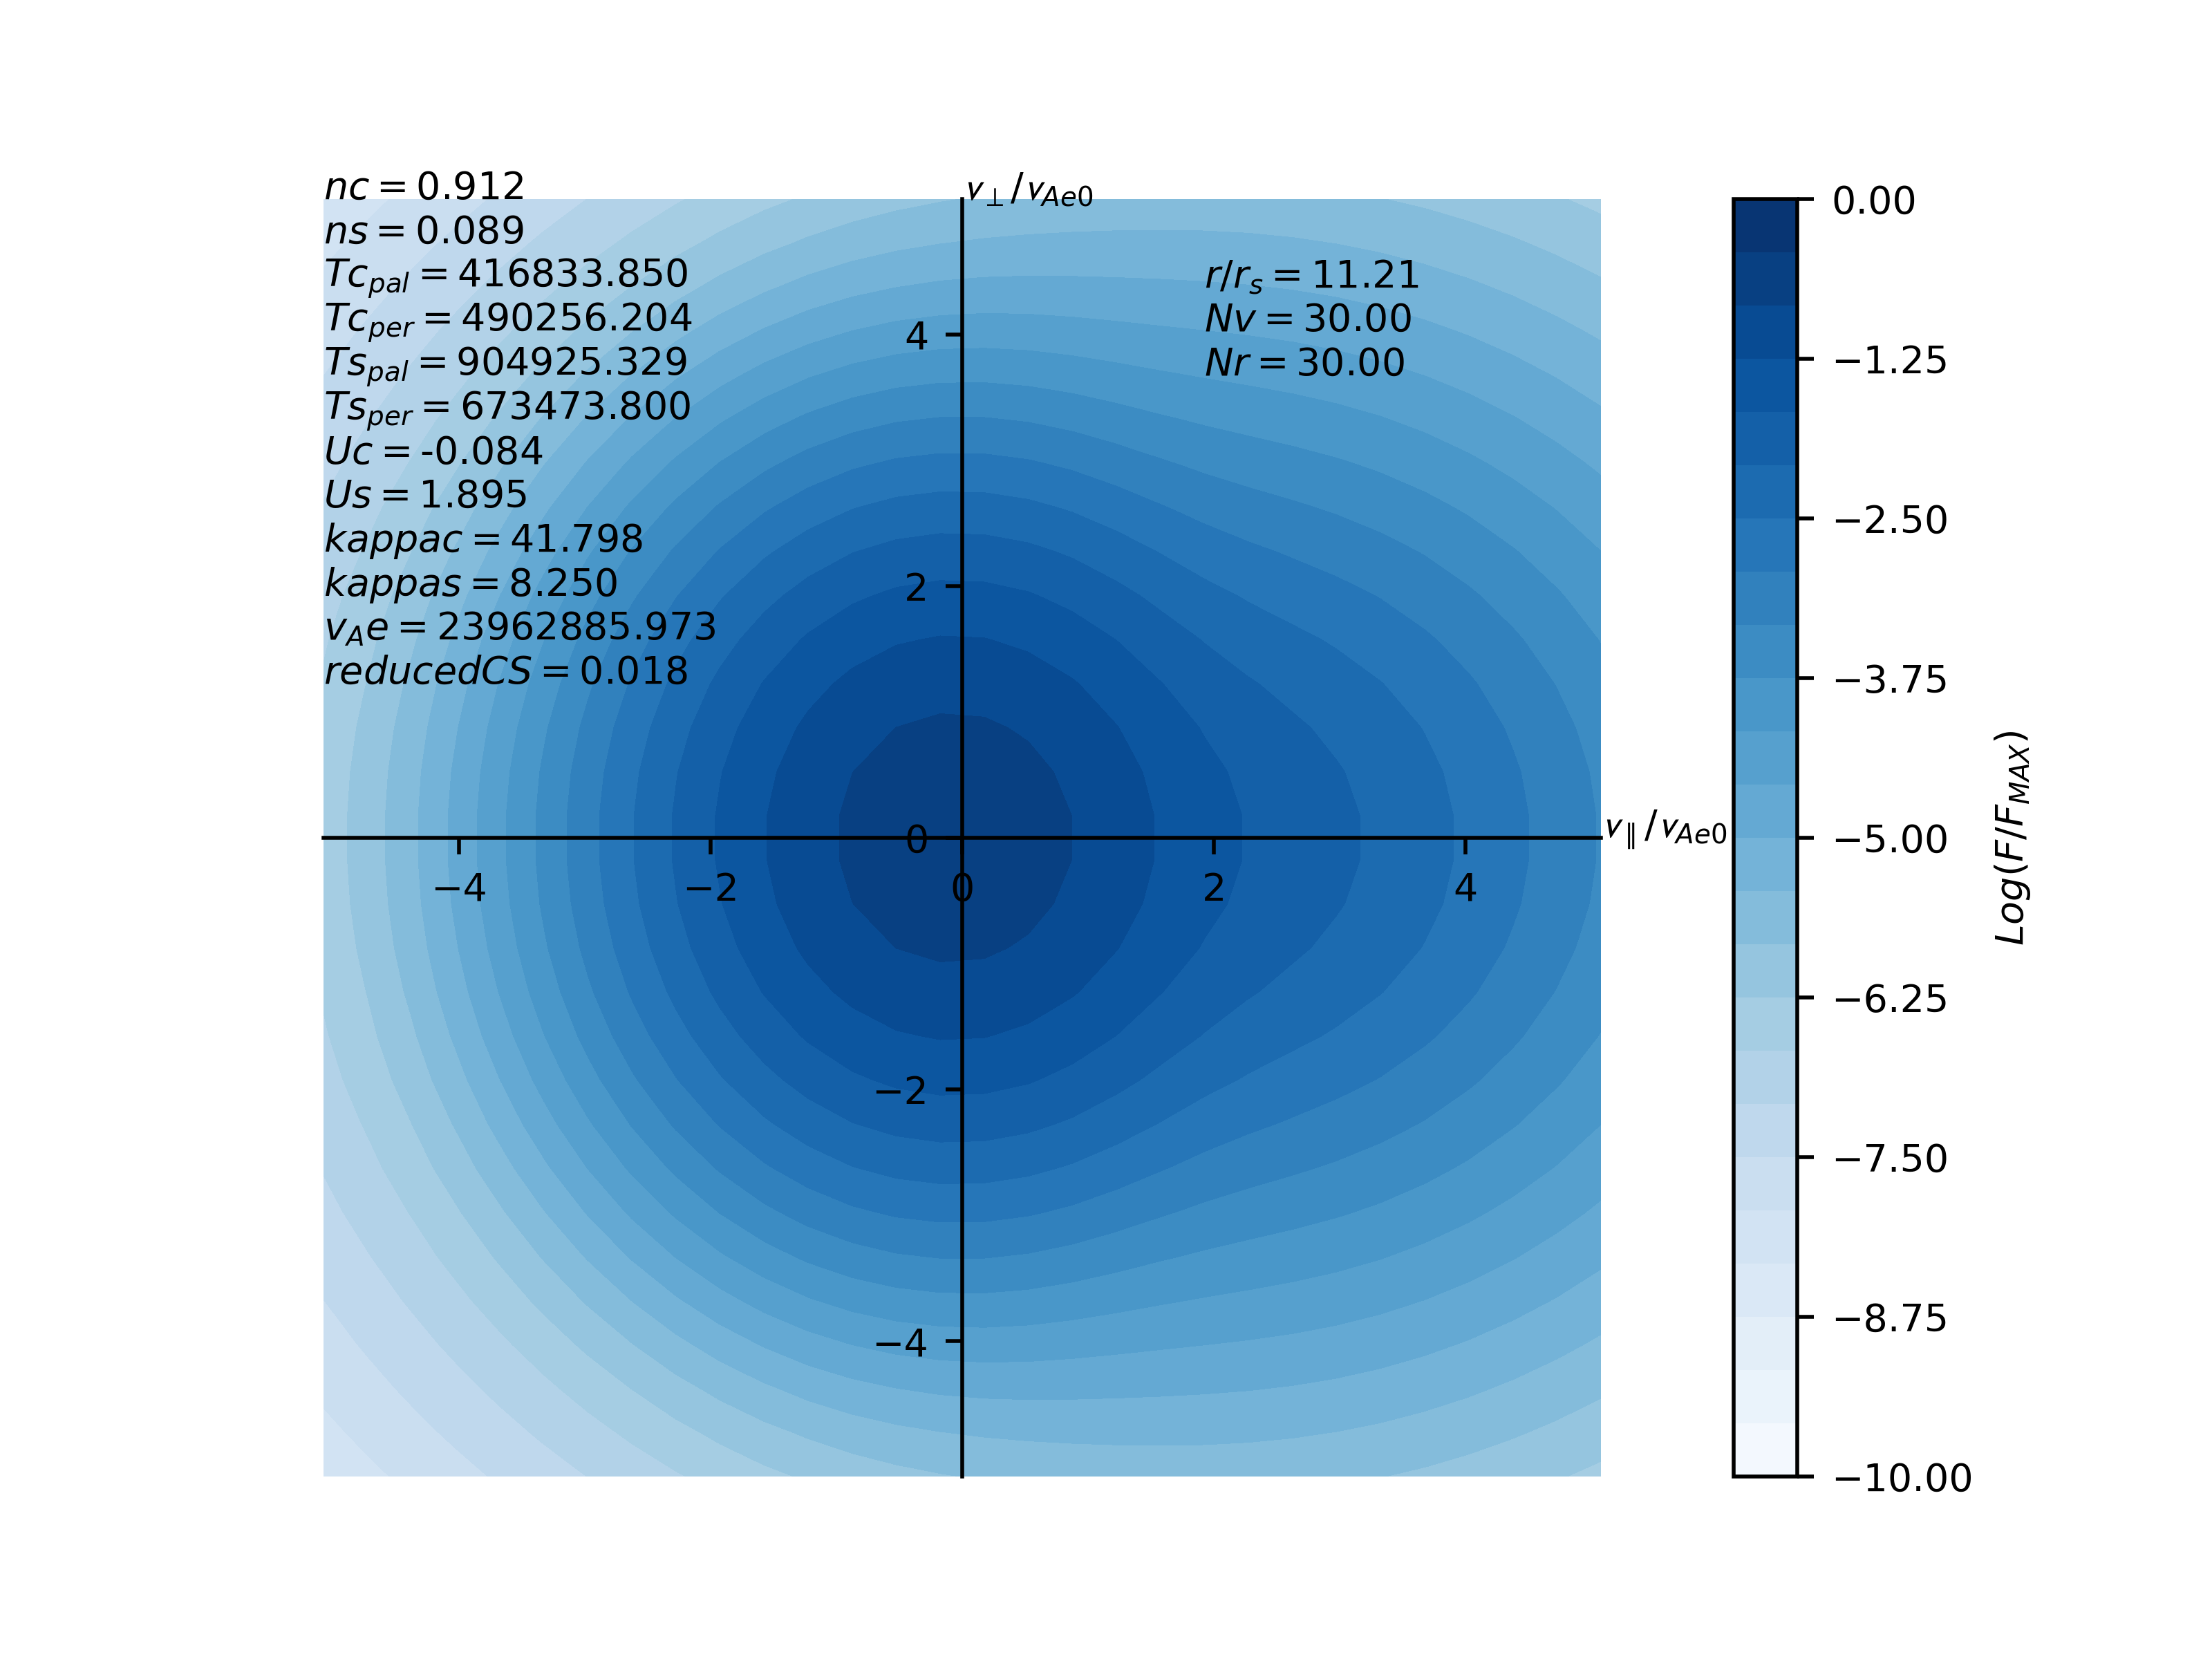 nc = 0.912
ns = 0.089
Tc_pal = 416833.850
Tc_per = 490256.204
Ts_pal = 904925.329
Ts_per = 673473.800
Uc = -0.084
Us = 1.895
kappac = 41.798
kappas = 8.250
v_Ae = 23962885.973
reducedCS = 0.018
v_⊥/v_Ae0
r/r_s = 11.21
Nv = 30.00
Nr = 30.00
4
2
0
−2
−4
−4
−2
0
2
4
v_∥/v_Ae0
0.00
−1.25
−2.50
−3.75
−5.00
−6.25
−7.50
−8.75
−10.00
Log(F/F_MAX)